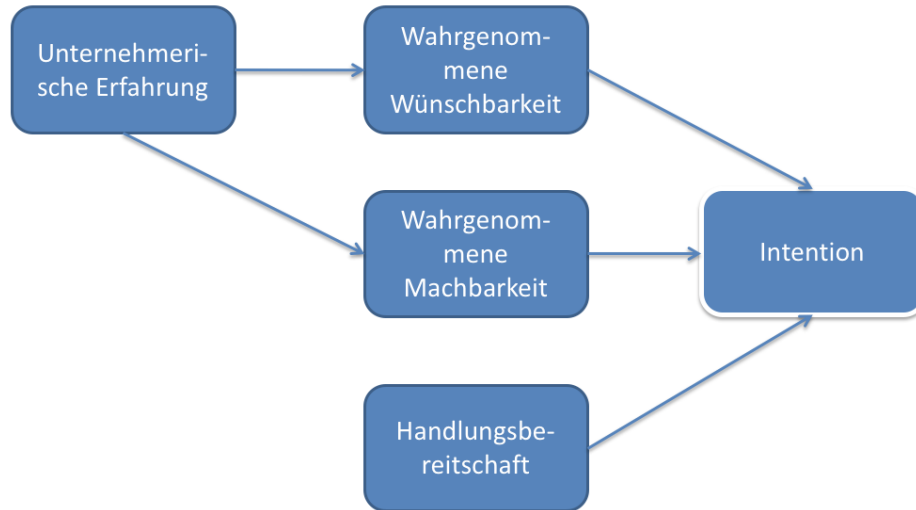 Unternehmeri-
sche Erfahrung
Wahrgenom-
mene
Wünschbarkeit
Wahrgenom-
mene
Machbarkeit
Intention
Handlungsbe-
reitschaft